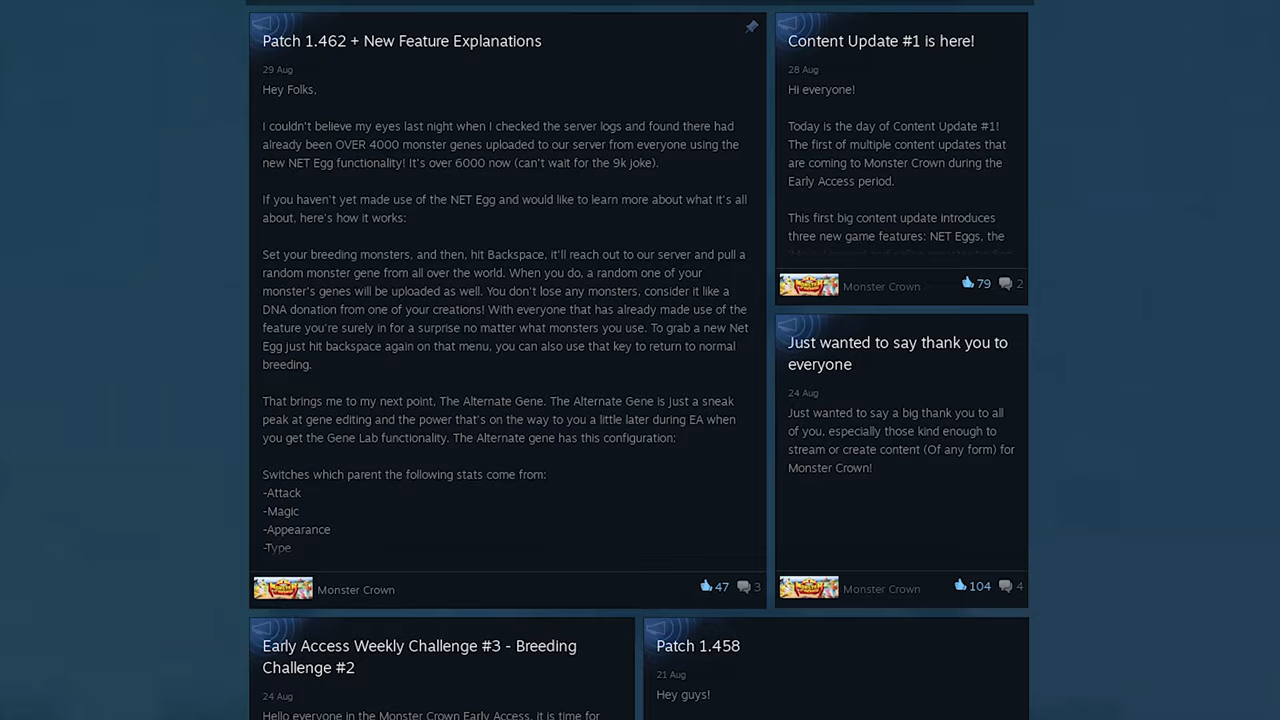 Patch 1.462 + New Feature Explanations
29 Aug
Hey Folks,
I couldn't believe my eyes last night when I checked the server logs and found there had
already been OVER 4000 monster genes uploaded to our server from everyone using the
new NET Egg functionality! It's over 6000 now (can't wait for the 9k joke).
If you haven't yet made use of the NET Egg and would like to learn more about what it's all
about, here's how it works:
Set your breeding monsters, and then, hit Backspace, it'll reach out to our server and pull a
random monster gene from all over the world. When you do, a random one of your
monster's genes will be uploaded as well. You don't lose any monsters, consider it like a
DNA donation from one of your creations! With everyone that has already made use of the
feature you're surely in for a surprise no matter what monsters you use. To grab a new Net
Egg just hit backspace again on that menu, you can also use that key to return to normal
breeding.
That brings me to my next point, The Alternate Gene. The Alternate Gene is just a sneak
peak at gene editing and the power that's on the way to you a little later during EA when
you get the Gene Lab functionality. The Alternate gene has this configuration:
Switches which parent the following stats come from:
-Attack
-Magic
-Appearance
-Type
Monster Crown
47
3
Content Update #1 is here!
28 Aug
Hi everyone!
Today is the day of Content Update #1!
The first of multiple content updates that
are coming to Monster Crown during the
Early Access period.
This first big content update introduces
three new game features: NET Eggs, the
Monster Crown
79
2
Just wanted to say thank you to
everyone
24 Aug
Just wanted to say a big thank you to all
of you, especially those kind enough to
stream or create content (Of any form) for
Monster Crown!
Monster Crown
104
4
Early Access Weekly Challenge #3 - Breeding
Challenge #2
24 Aug
Hello everyone in the Monster Crown Early Access, it is time for
Patch 1.458
21 Aug
Hey guys!